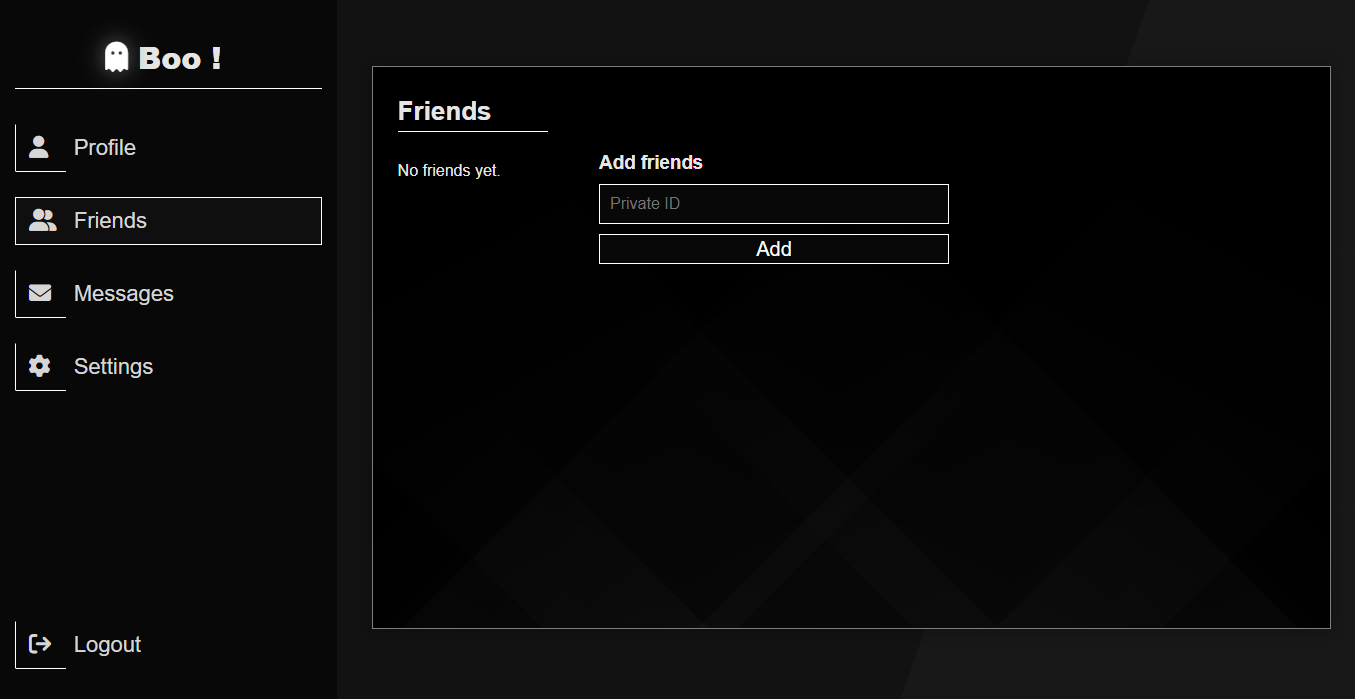 Boo !
Profile
Friends
Messages
Settings
Logout
Friends
No friends yet.
Add friends
Private ID
Add